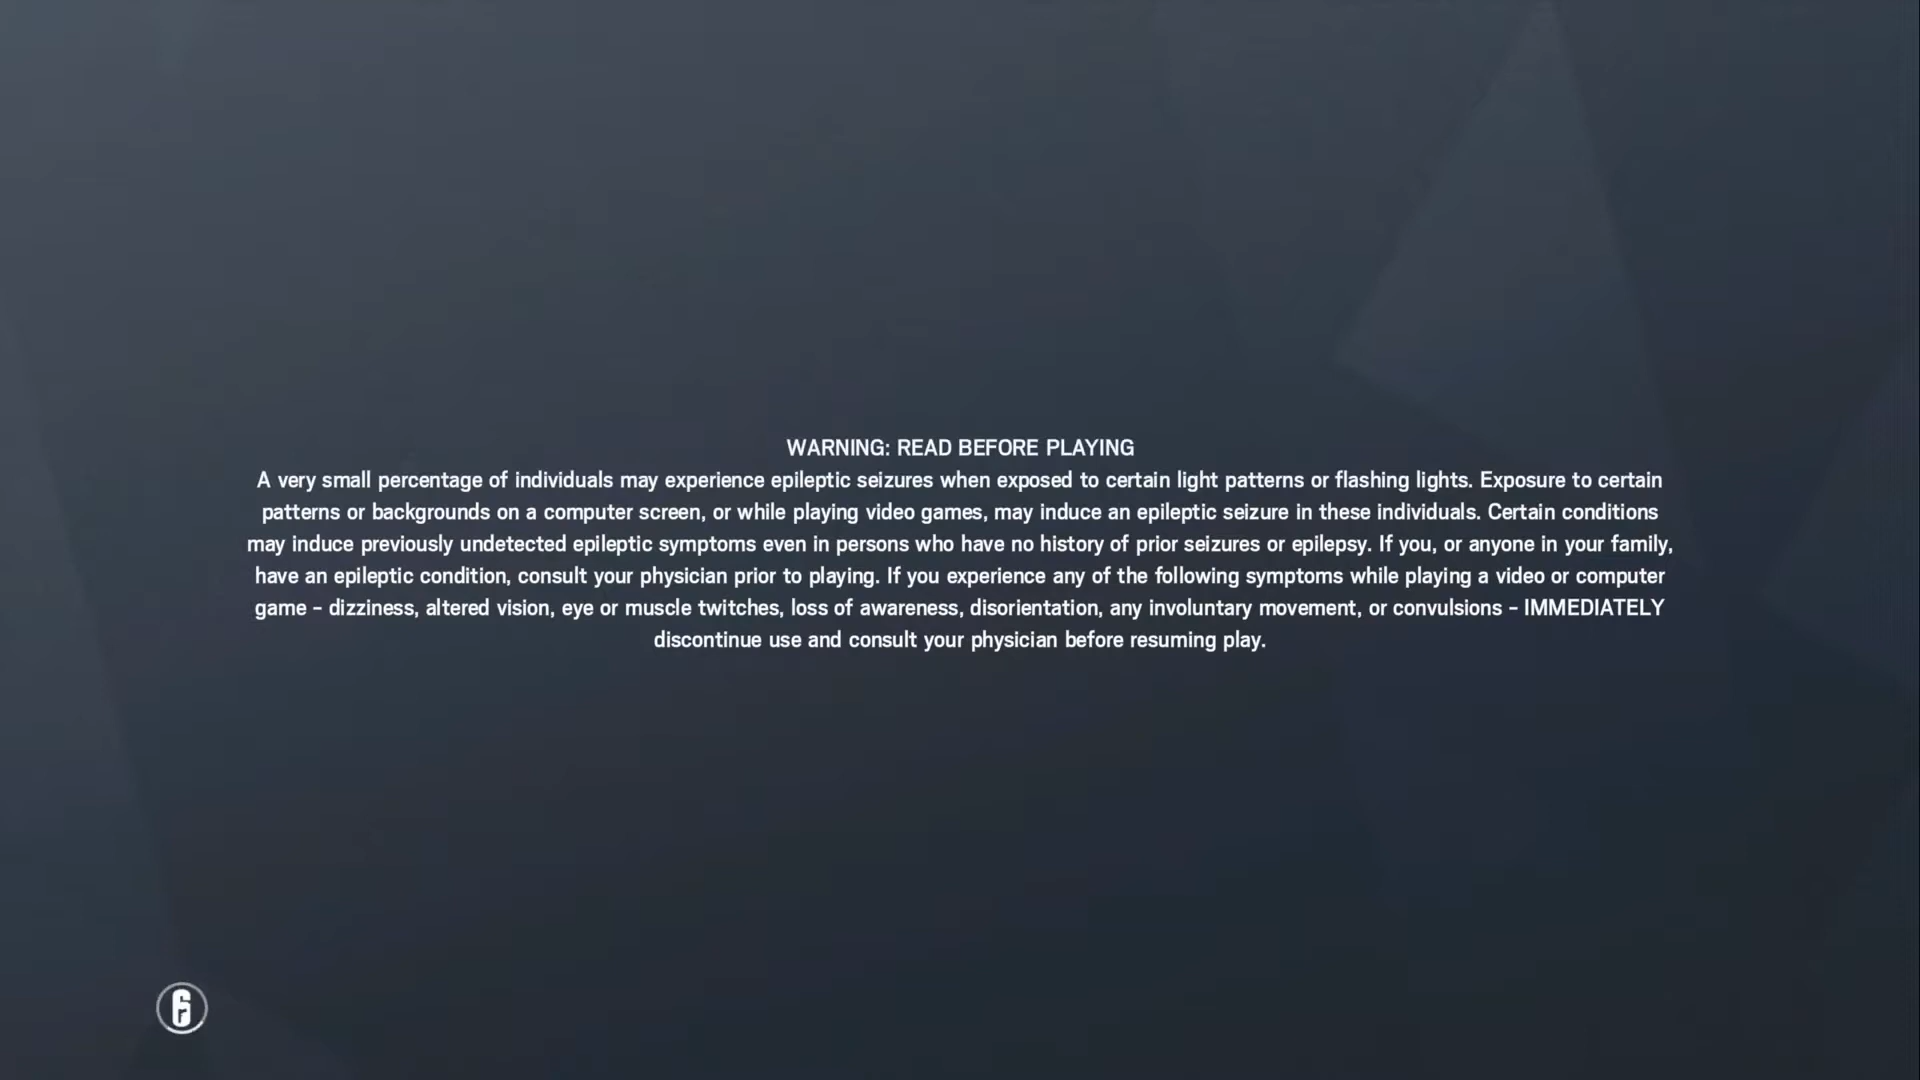 WARNING: READ BEFORE PLAYING
A very small percentage of individuals may experience epileptic seizures when exposed to certain light patterns or flashing lights. Exposure to certain
patterns or backgrounds on a computer screen, or while playing video games, may induce an epileptic seizure in these individuals. Certain conditions
may induce previously undetected epileptic symptoms even in persons who have no history of prior seizures or epilepsy. If you, or anyone in your family,
have an epileptic condition, consult your physician prior to playing. If you experience any of the following symptoms while playing a video or computer
game – dizziness, altered vision, eye or muscle twitches, loss of awareness, disorientation, any involuntary movement, or convulsions – IMMEDIATELY
discontinue use and consult your physician before resuming play.
6